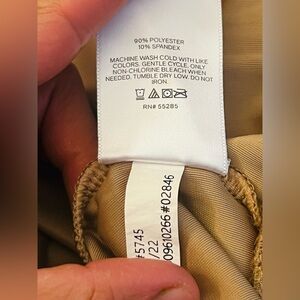 90% POLYESTER
10% SPANDEX
MACHINE WASH COLD WITH LIKE
COLORS. GENTLE CYCLE. ONLY
NON-CHLORINE BLEACH WHEN
NEEDED. TUMBLE DRY LOW. DO NOT
IRON.
RN# 55285
#5745
/22
09610266 #02846